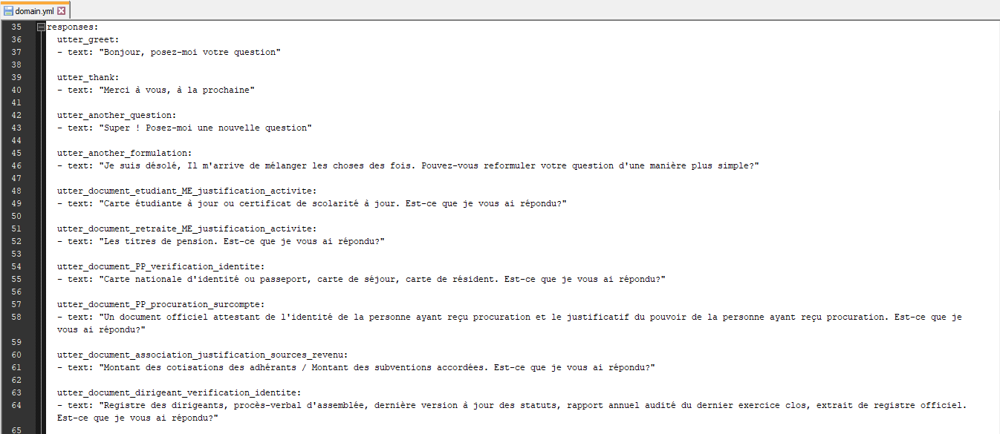 domain.yml
35 responses:
36 utter_greet:
37 - text: "Bonjour, posez-moi votre question"
38
39 utter_thank:
40 - text: "Merci à vous, à la prochaine"
41
42 utter_another_question:
43 - text: "Super ! Posez-moi une nouvelle question"
44
45 utter_another_formulation:
46 - text: "Je suis désolé, Il m'arrive de mélanger les choses des fois. Pouvez-vous reformuler votre question d'une manière plus simple?"
47
48 utter_document_etudiant_ME_justification_activite:
49 - text: "Carte étudiante à jour ou certificat de scolarité à jour. Est-ce que je vous ai répondu?"
50
51 utter_document_retraite_ME_justification_activite:
52 - text: "Les titres de pension. Est-ce que je vous ai répondu?"
53
54 utter_document_PP_verification_identite:
55 - text: "Carte nationale d'identité ou passeport, carte de séjour, carte de résident. Est-ce que je vous ai répondu?"
56
57 utter_document_PP_procuration_surcompte:
58 - text: "Un document officiel attestant de l'identité de la personne ayant reçu procuration et le justificatif du pouvoir de la personne ayant reçu procuration. Est-ce que je
vous ai répondu?"
59
60 utter_document_association_justification_sources_revenu:
61 - text: "Montant des cotisations des adhérants / Montant des subventions accordées. Est-ce que je vous ai répondu?"
62
63 utter_document_dirigeant_verification_identite:
64 - text: "Registre des dirigeants, procès-verbal d'assemblée, dernière version à jour des statuts, rapport annuel audité du dernier exercice clos, extrait de registre officiel.
Est-ce que je vous ai répondu?"
65